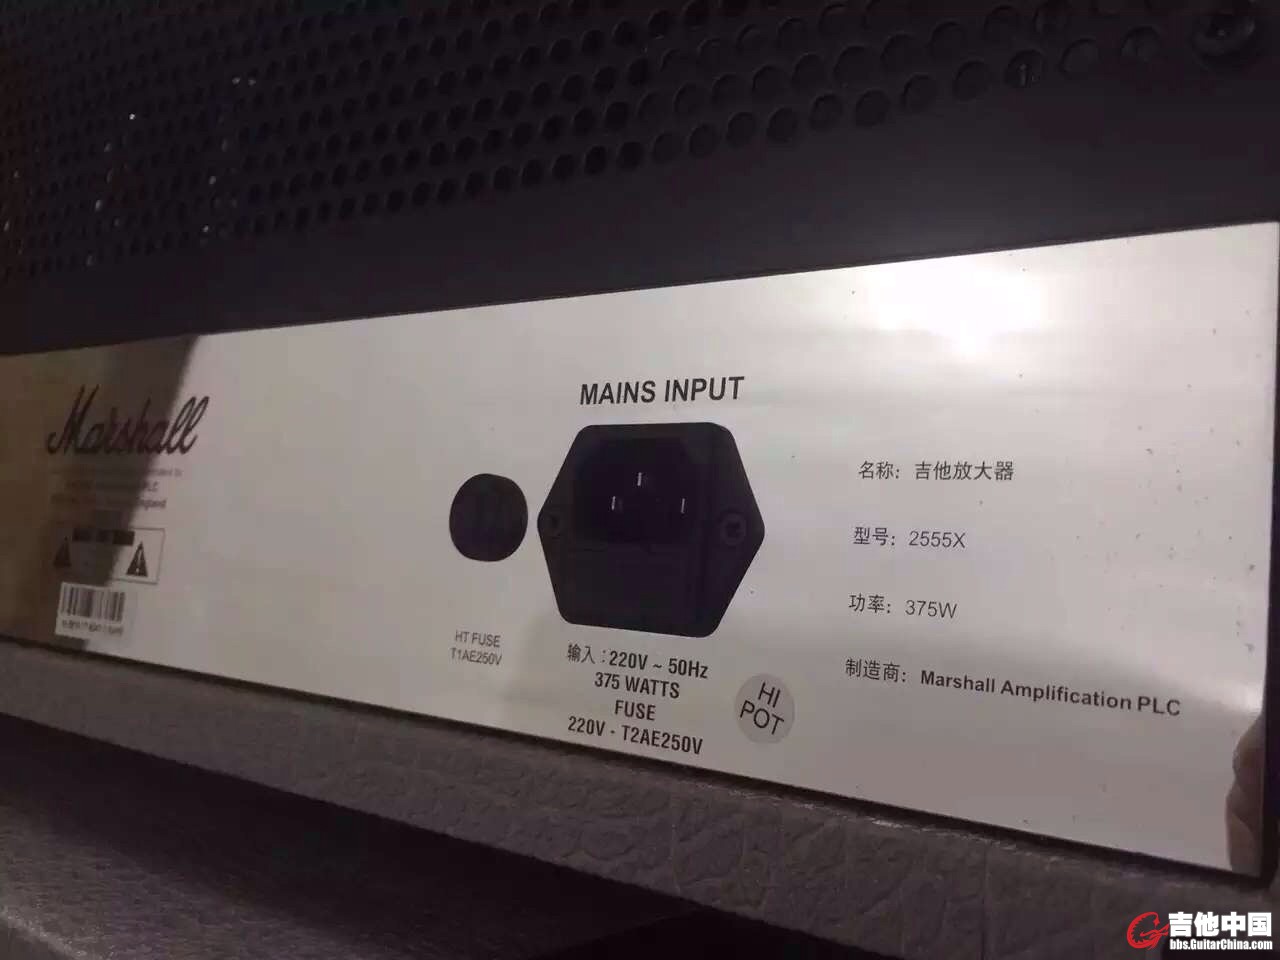 Marshall
MAINS INPUT
HT FUSE
T1AE250V
输入：220V ~ 50Hz
375 WATTS
FUSE
220V - T2AE250V
HI
POT
名称：吉他放大器
型号：2555X
功率：375W
制造商：Marshall Amplification PLC
吉他中国
bbs.GuitarChina.com